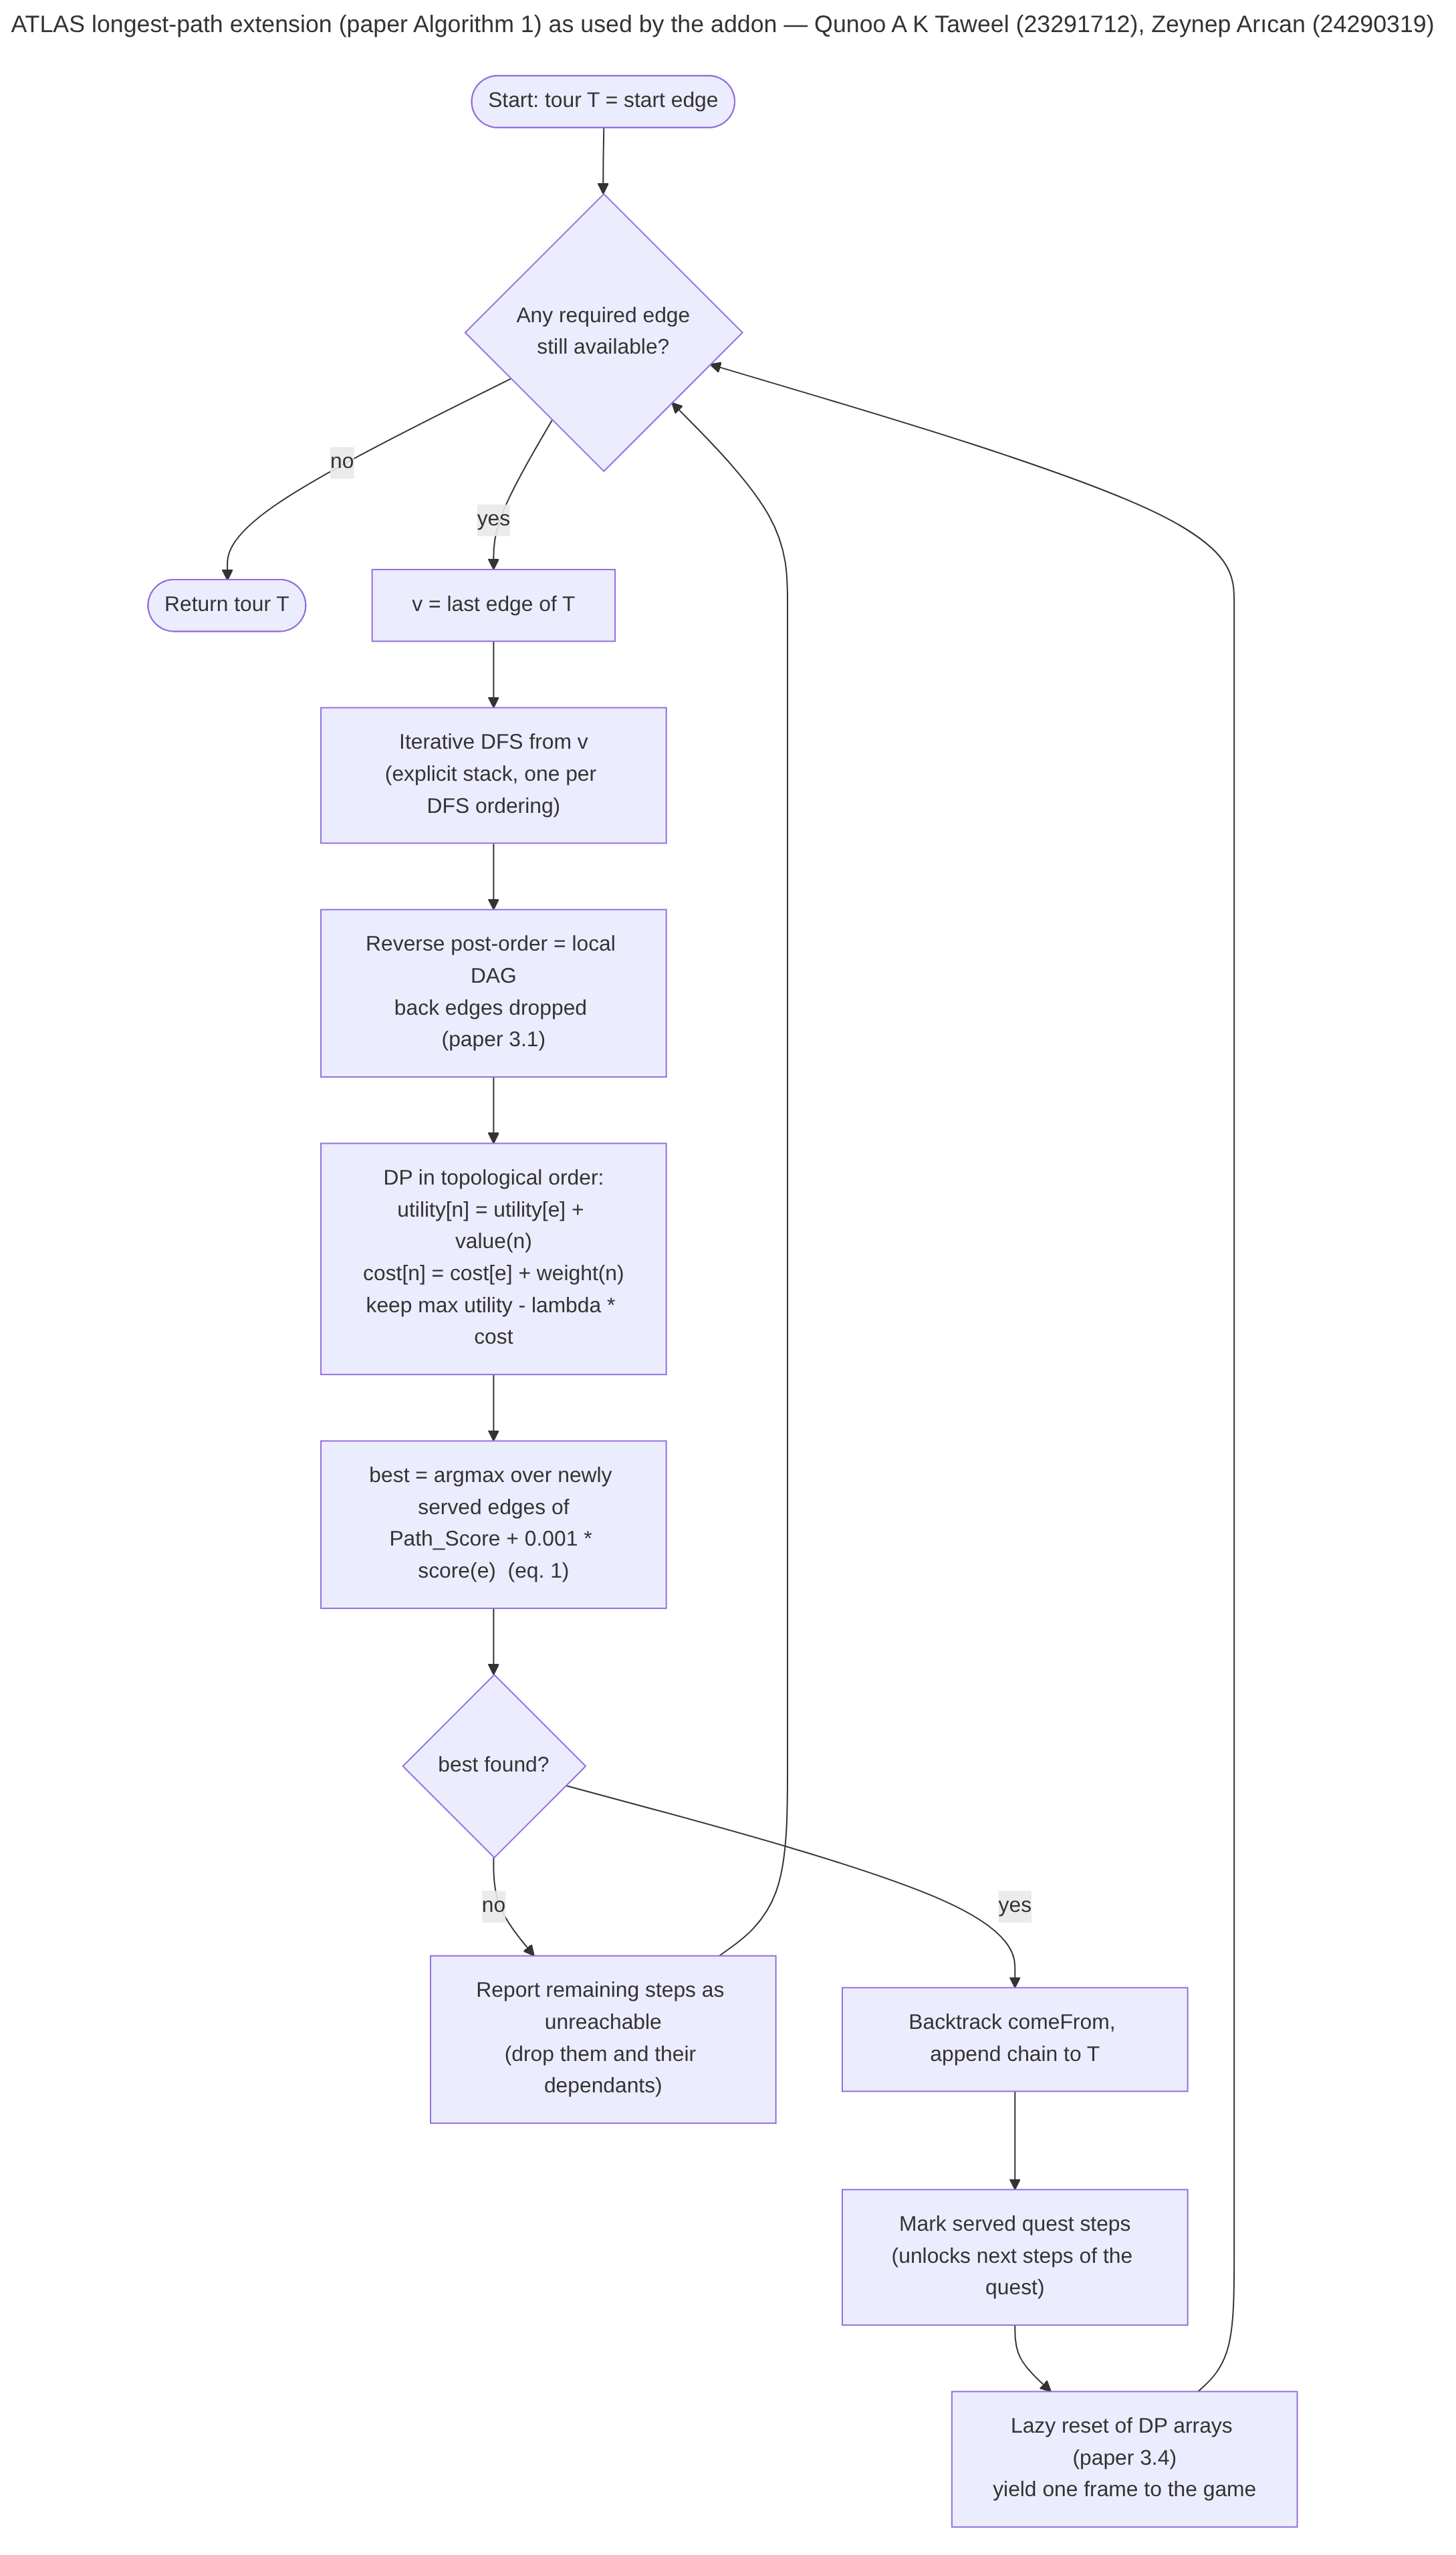 ATLAS longest-path extension (paper Algorithm 1) as used by the addon — Qunoo A K Taweel (23291712), Zeynep Arıcan (24290319)
Start: tour T = start edge
Any required edge
still available?
no
yes
Return tour T
v = last edge of T
Iterative DFS from v
(explicit stack, one per
DFS ordering)
Reverse post-order = local
DAG
back edges dropped
(paper 3.1)
DP in topological order:
utility[n] = utility[e] +
value(n)
cost[n] = cost[e] + weight(n)
keep max utility - lambda *
cost
best = argmax over newly
served edges of
Path_Score + 0.001 *
score(e) (eq. 1)
best found?
no
yes
Report remaining steps as
unreachable
(drop them and their
dependants)
Backtrack comeFrom,
append chain to T
Mark served quest steps
(unlocks next steps of the
quest)
Lazy reset of DP arrays
(paper 3.4)
yield one frame to the game